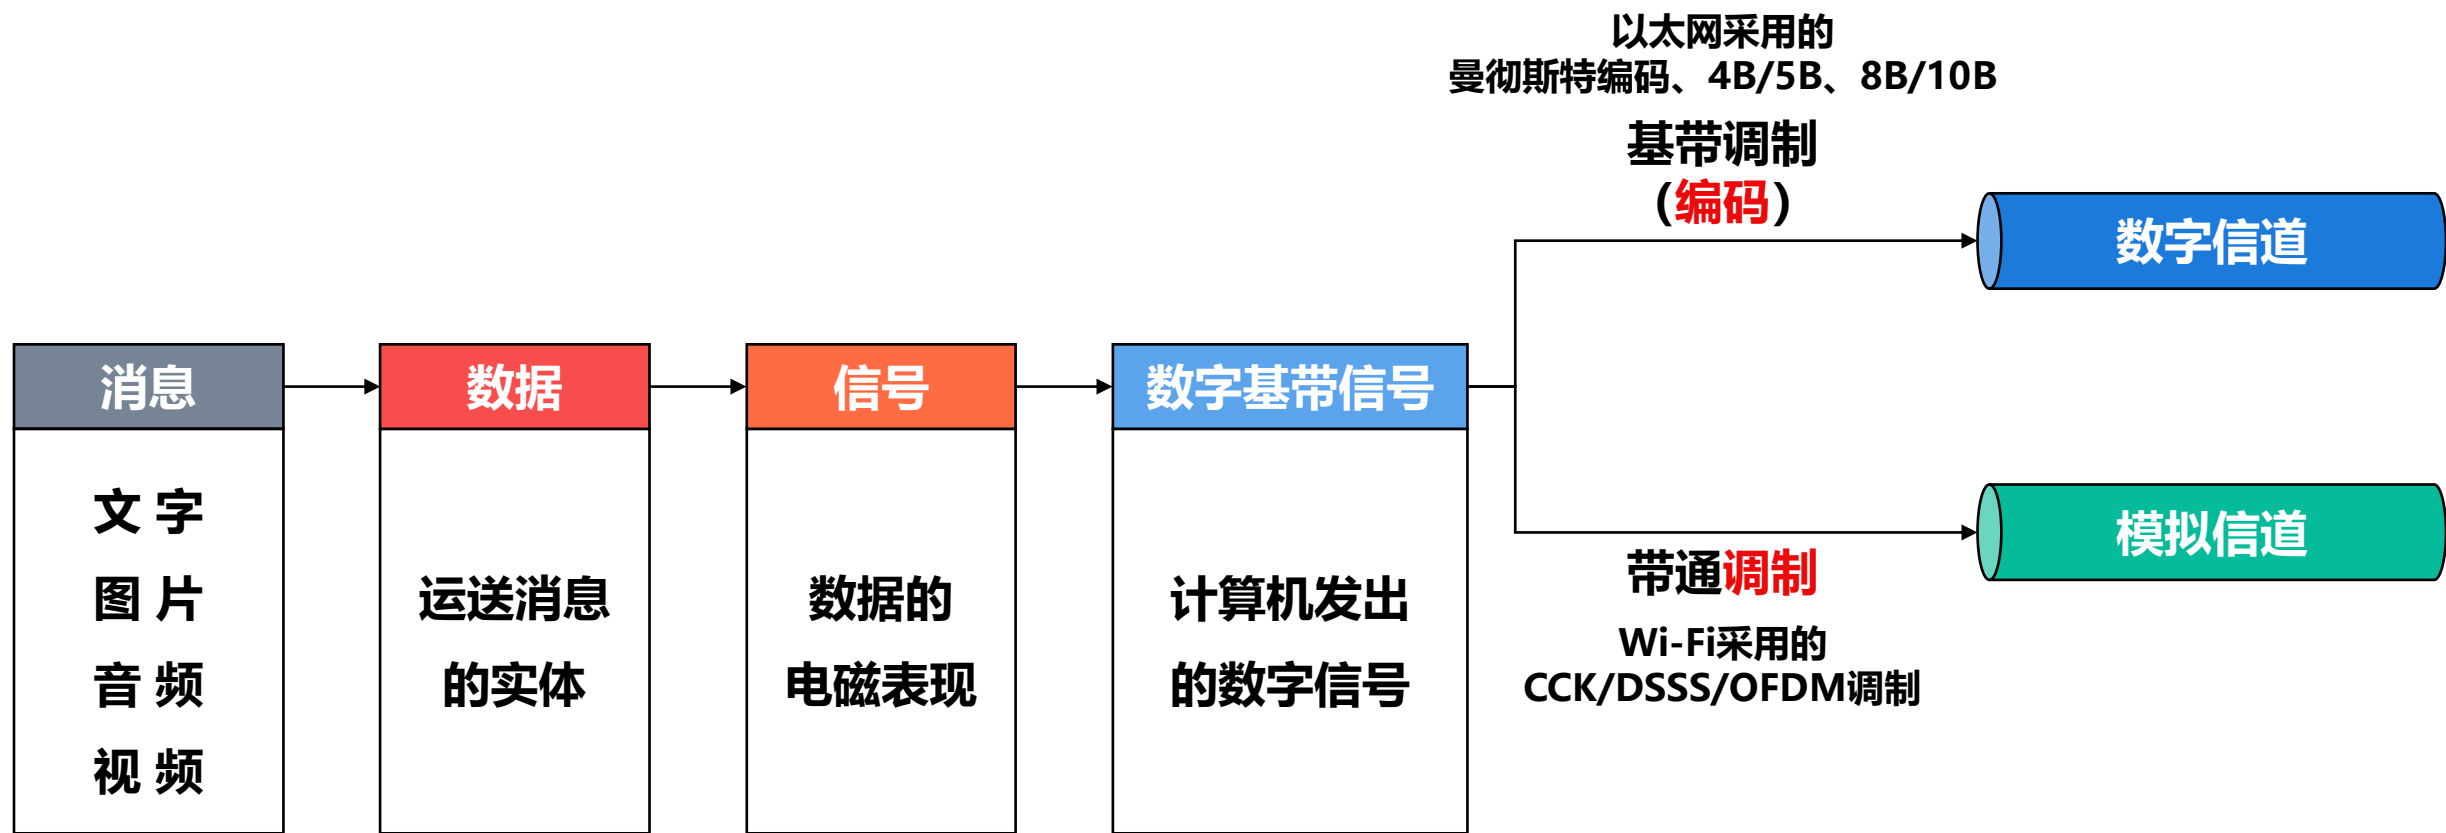 以太网采用的
曼彻斯特编码、4B/5B、8B/10B
基带调制
（编码）
数字信道
消息
数据
信号
数字基带信号
文 字
图 片
音 频
视 频
运送消息
的实体
数据的
电磁表现
计算机发出
的数字信号
模拟信道
带通调制
Wi-Fi采用的
CCK/DSSS/OFDM调制